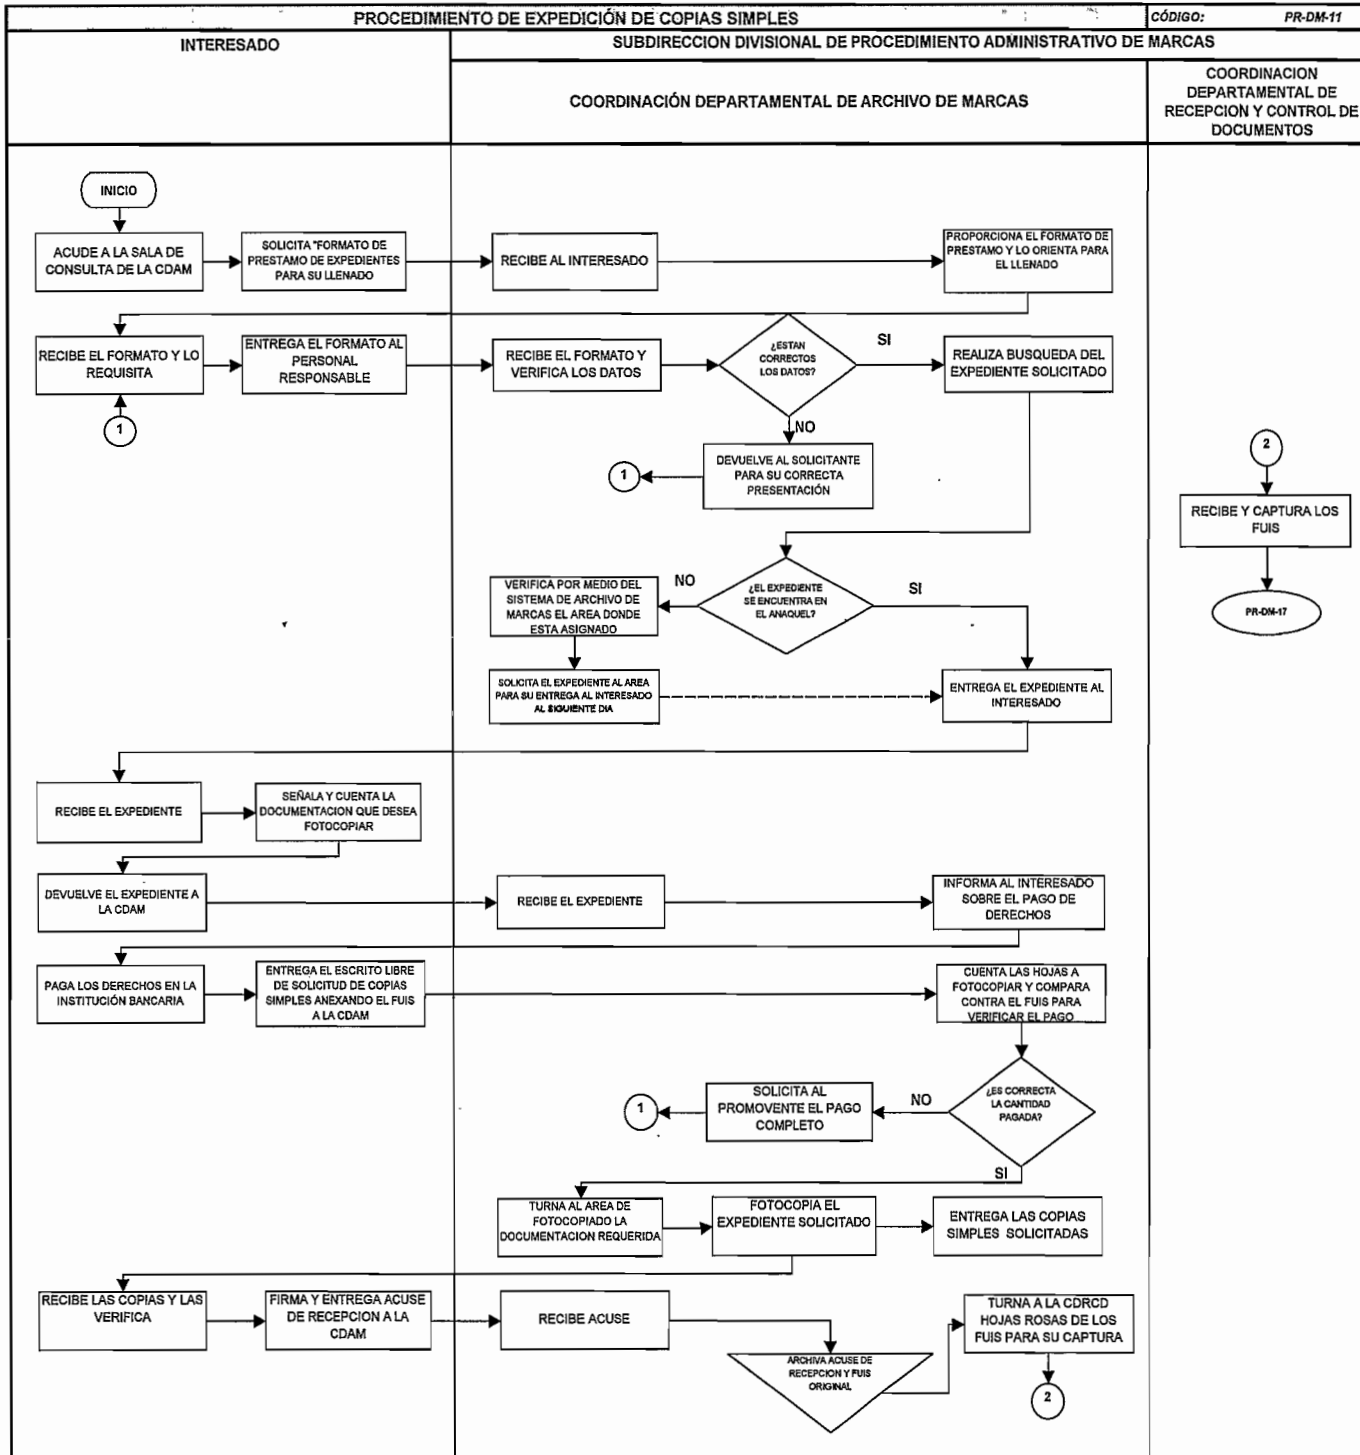 PROCEDIMIENTO DE EXPEDICIÓN DE COPIAS SIMPLES
CÓDIGO: PR-DM-11
INTERESADO
SUBDIRECCION DIVISIONAL DE PROCEDIMIENTO ADMINISTRATIVO DE MARCAS
COORDINACIÓN DEPARTAMENTAL DE ARCHIVO DE MARCAS
COORDINACION
DEPARTAMENTAL DE
RECEPCION Y CONTROL DE
DOCUMENTOS
INICIO
ACUDE A LA SALA DE
CONSULTA DE LA CDAM
SOLICITA "FORMATO DE
PRESTAMO DE EXPEDIENTES
PARA SU LLENADO
RECIBE AL INTERESADO
PROPORCIONA EL FORMATO DE
PRESTAMO Y LO ORIENTA PARA
EL LLENADO
RECIBE EL FORMATO Y LO
REQUISITA
ENTREGA EL FORMATO AL
PERSONAL
RESPONSABLE
RECIBE EL FORMATO Y
VERIFICA LOS DATOS
¿ESTAN
CORRECTOS
LOS DATOS?
SI
REALIZA BUSQUEDA DEL
EXPEDIENTE SOLICITADO
1
NO
DEVUELVE AL SOLICITANTE
PARA SU CORRECTA
PRESENTACIÓN
1
2
RECIBE Y CAPTURA LOS
FUIS
PR-DM-17
¿EL EXPEDIENTE
SE ENCUENTRA EN
EL ANAQUEL?
NO
SI
VERIFICA POR MEDIO DEL
SISTEMA DE ARCHIVO DE
MARCAS EL AREA DONDE
ESTA ASIGNADO
SOLICITA EL EXPEDIENTE AL AREA
PARA SU ENTREGA AL INTERESADO
AL SIGUIENTE DIA
ENTREGA EL EXPEDIENTE AL
INTERESADO
RECIBE EL EXPEDIENTE
SEÑALA Y CUENTA LA
DOCUMENTACION QUE DESEA
FOTOCOPIAR
DEVUELVE EL EXPEDIENTE A
LA CDAM
RECIBE EL EXPEDIENTE
INFORMA AL INTERESADO
SOBRE EL PAGO DE
DERECHOS
PAGA LOS DERECHOS EN LA
INSTITUCIÓN BANCARIA
ENTREGA EL ESCRITO LIBRE
DE SOLICITUD DE COPIAS
SIMPLES ANEXANDO EL FUIS
A LA CDAM
CUENTA LAS HOJAS A
FOTOCOPIAR Y COMPARA
CONTRA EL FUIS PARA
VERIFICAR EL PAGO
¿ES CORRECTA
LA CANTIDAD
PAGADA?
NO
SOLICITA AL
PROMOVENTE EL PAGO
COMPLETO
1
SI
TURNA AL AREA DE
FOTOCOPIADO LA
DOCUMENTACION REQUERIDA
FOTOCOPIA EL
EXPEDIENTE SOLICITADO
ENTREGA LAS COPIAS
SIMPLES SOLICITADAS
RECIBE LAS COPIAS Y LAS
VERIFICA
FIRMA Y ENTREGA ACUSE
DE RECEPCION A LA
CDAM
RECIBE ACUSE
ARCHIVA ACUSE DE
RECEPCION Y FUIS
ORIGINAL
TURNA A LA CDRCD
HOJAS ROSAS DE LOS
FUIS PARA SU CAPTURA
2